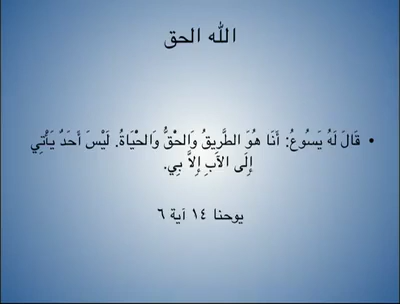 الله الحق
• قَالَ لَهُ يَسُوعُ: أَنَا هُوَ الطَّرِيقُ وَالْحَقُّ وَالْحَيَاةُ. لَيْسَ أَحَدٌ يَأْتِي
إِلَى الآبِ إِلاَّ بِي.
يوحنا ١٤ آية ٦